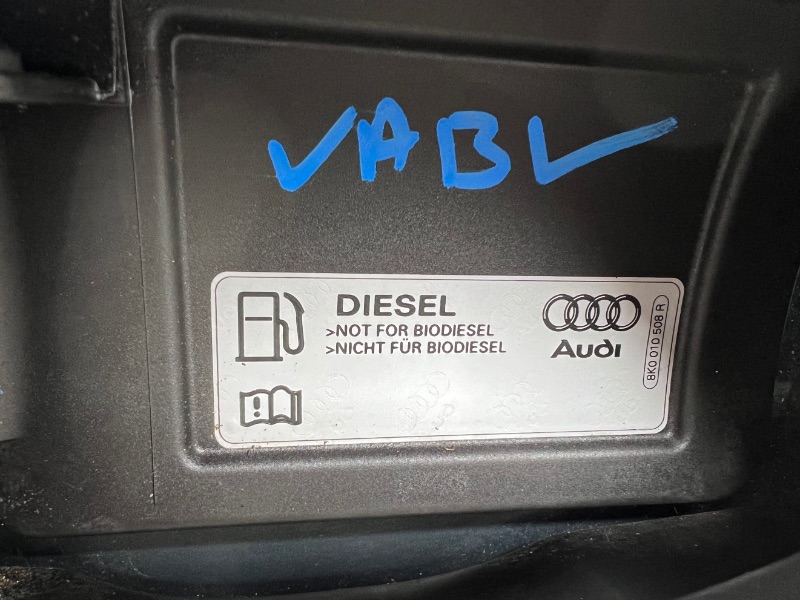 VABL
DIESEL
>NOT FOR BIODIESEL
>NICHT FÜR BIODIESEL
Audi
8K0 010 508 R